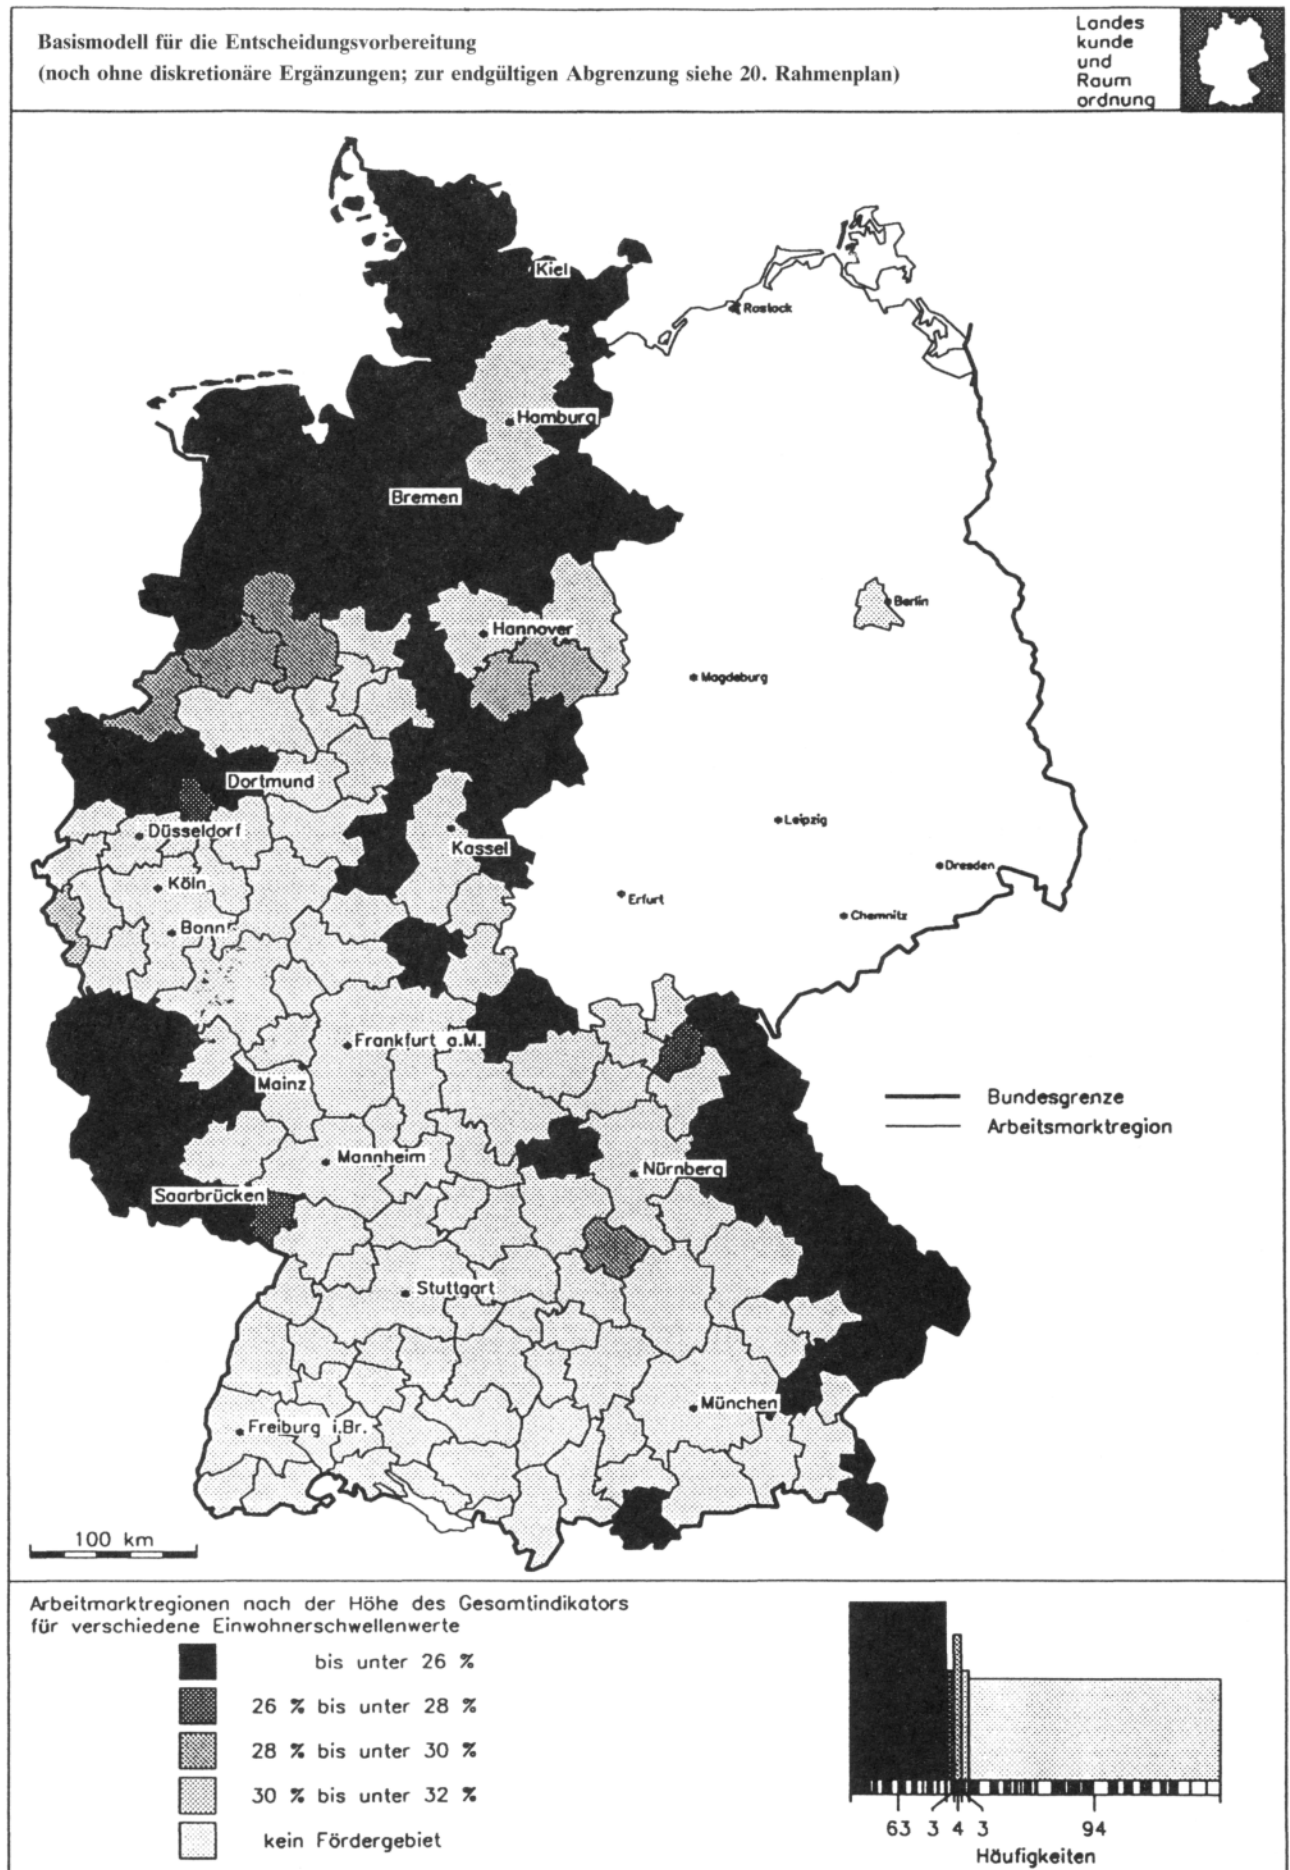 Basismodell für die Entscheidungsvorbereitung
(noch ohne diskretionäre Ergänzungen; zur endgültigen Abgrenzung siehe 20. Rahmenplan)
Landes
kunde
und
Raum
ordnung
Kiel
Rostock
Hamburg
Bremen
Berlin
Hannover
Magdeburg
Dortmund
Düsseldorf
Leipzig
Kassel
Dresden
Köln
Erfurt
Chemnitz
Bonn
Frankfurt a.M.
Mainz
Bundesgrenze
Arbeitsmarktregion
Mannheim
Nürnberg
Saarbrücken
Stuttgart
München
Freiburg i.Br.
100 km
Arbeitmarktregionen nach der Höhe des Gesamtindikators
für verschiedene Einwohnerschwellenwerte
bis unter 26 %
26 % bis unter 28 %
28 % bis unter 30 %
30 % bis unter 32 %
kein Fördergebiet
63 3 4 3 94
Häufigkeiten